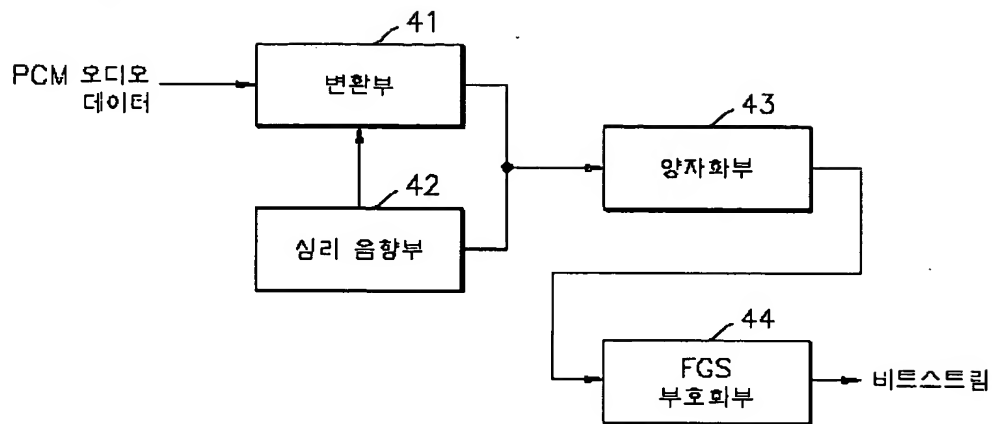 41
PCM 오디오
데이터
변환부
42
심리 음향부
43
양자화부
44
FGS
부호화부
비트스트림